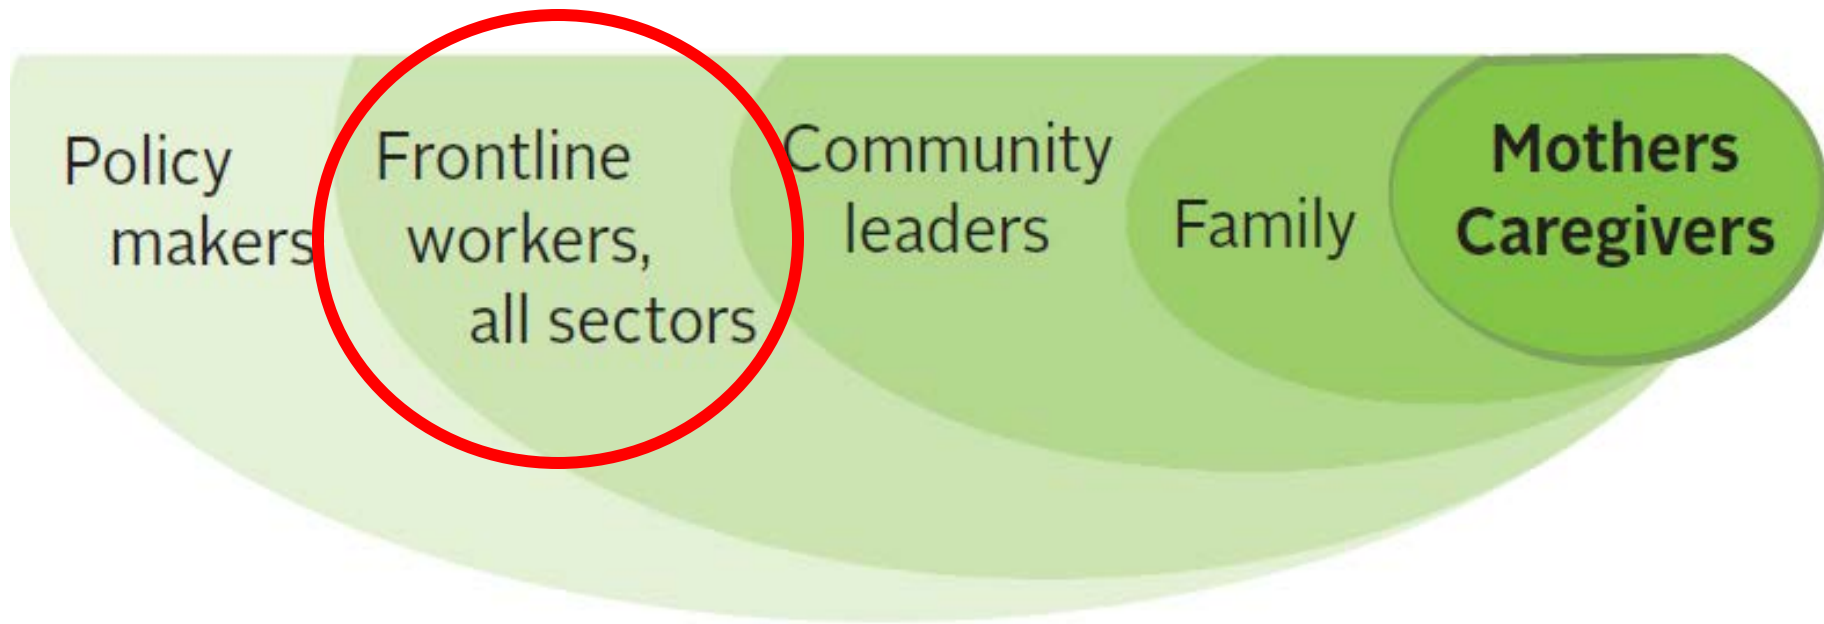 Policy
makers
Frontline
workers,
all sectors
Community
leaders
Family
Mothers
Caregivers